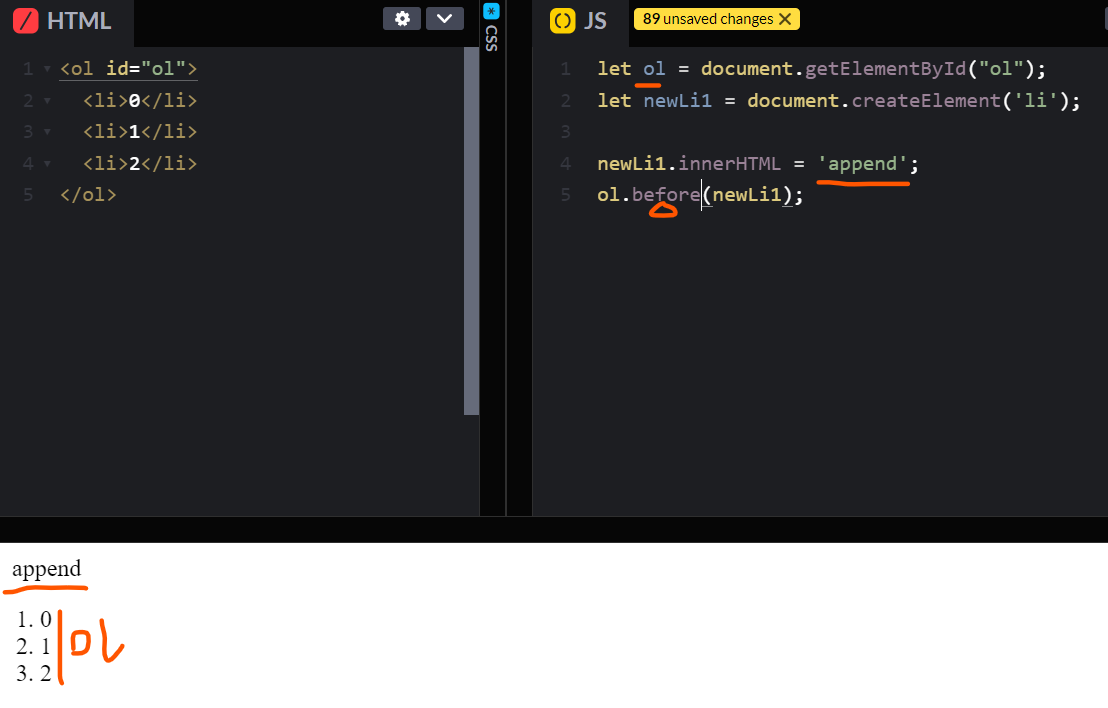 HTML
CSS
JS
89 unsaved changes
1 <ol id="ol">
2 <li>0</li>
3 <li>1</li>
4 <li>2</li>
5 </ol>
1 let ol = document.getElementById("ol");
2 let newLi1 = document.createElement('li');
3
4 newLi1.innerHTML = 'append';
5 ol.before(newLi1);
append
1. 0
2. 1
3. 2
OL